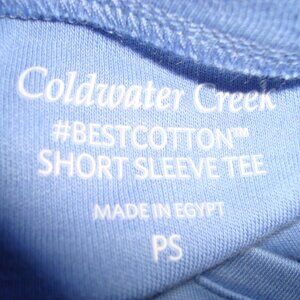 Coldwater Creek
#BESTCOTTON™
SHORT SLEEVE TEE
MADE IN EGYPT
PS